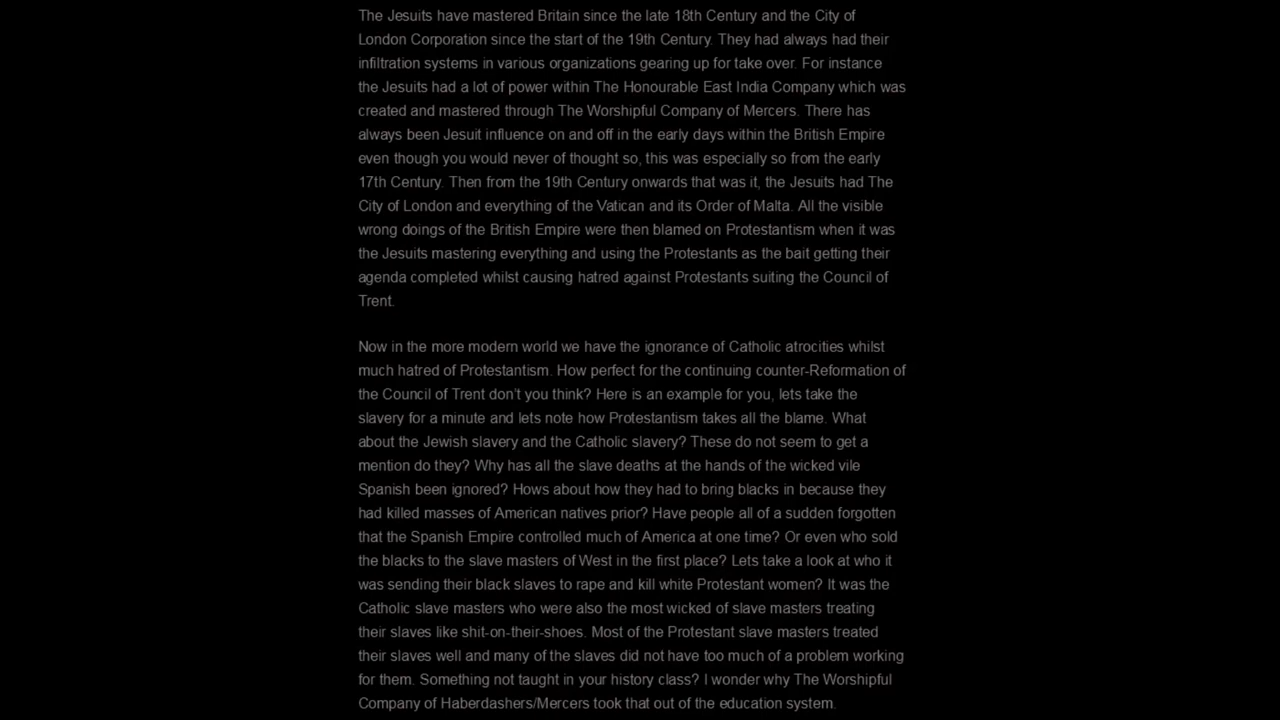 The Jesuits have mastered Britain since the late 18th Century and the City of
London Corporation since the start of the 19th Century. They had always had their
infiltration systems in various organizations gearing up for take over. For instance
the Jesuits had a lot of power within The Honourable East India Company which was
created and mastered through The Worshipful Company of Mercers. There has
always been Jesuit influence on and off in the early days within the British Empire
even though you would never of thought so, this was especially so from the early
17th Century. Then from the 19th Century onwards that was it, the Jesuits had The
City of London and everything of the Vatican and its Order of Malta. All the visible
wrong doings of the British Empire were then blamed on Protestantism when it was
the Jesuits mastering everything and using the Protestants as the bait getting their
agenda completed whilst causing hatred against Protestants suiting the Council of
Trent.
Now in the more modern world we have the ignorance of Catholic atrocities whilst
much hatred of Protestantism. How perfect for the continuing counter-Reformation of
the Council of Trent don't you think? Here is an example for you, lets take the
slavery for a minute and lets note how Protestantism takes all the blame. What
about the Jewish slavery and the Catholic slavery? These do not seem to get a
mention do they? Why has all the slave deaths at the hands of the wicked vile
Spanish been ignored? Hows about how they had to bring blacks in because they
had killed masses of American natives prior? Have people all of a sudden forgotten
that the Spanish Empire controlled much of America at one time? Or even who sold
the blacks to the slave masters of West in the first place? Lets take a look at who it
was sending their black slaves to rape and kill white Protestant women? It was the
Catholic slave masters who were also the most wicked of slave masters treating
their slaves like shit-on-their-shoes. Most of the Protestant slave masters treated
their slaves well and many of the slaves did not have too much of a problem working
for them. Something not taught in your history class? I wonder why The Worshipful
Company of Haberdashers/Mercers took that out of the education system.